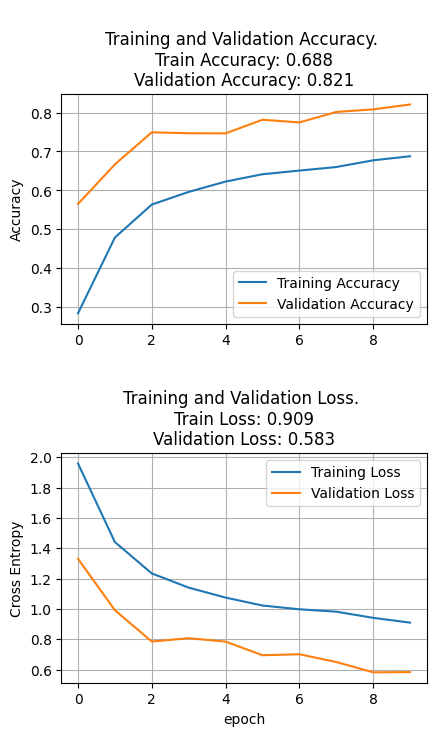 Training and Validation Accuracy.
Train Accuracy: 0.688
Validation Accuracy: 0.821
0.8
0.7
0.6
0.5
0.4
0.3
Accuracy
Training Accuracy
Validation Accuracy
0 2 4 6 8
Training and Validation Loss.
Train Loss: 0.909
Validation Loss: 0.583
2.0
1.8
1.6
1.4
1.2
1.0
0.8
0.6
Cross Entropy
Training Loss
Validation Loss
0 2 4 6 8
epoch